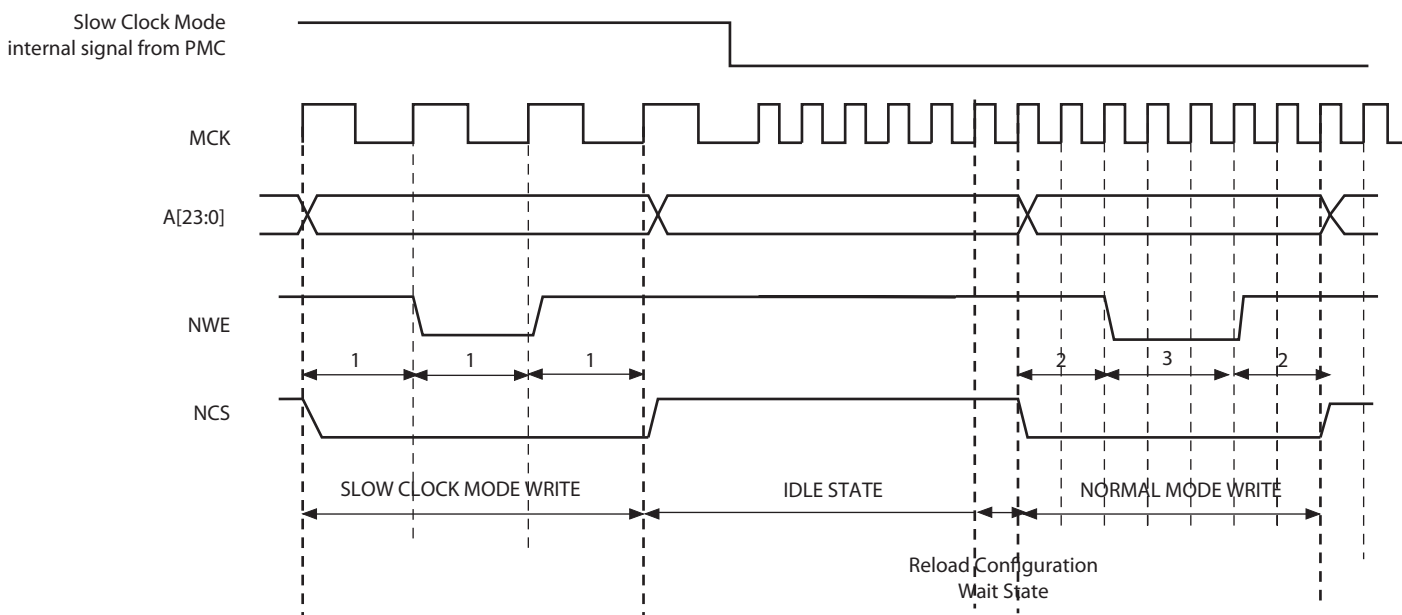 Slow Clock Mode
internal signal from PMC
MCK
A[23:0]
NWE
1 1 1 2 3 2
NCS
SLOW CLOCK MODE WRITE IDLE STATE NORMAL MODE WRITE
Reload Configuration
Wait State